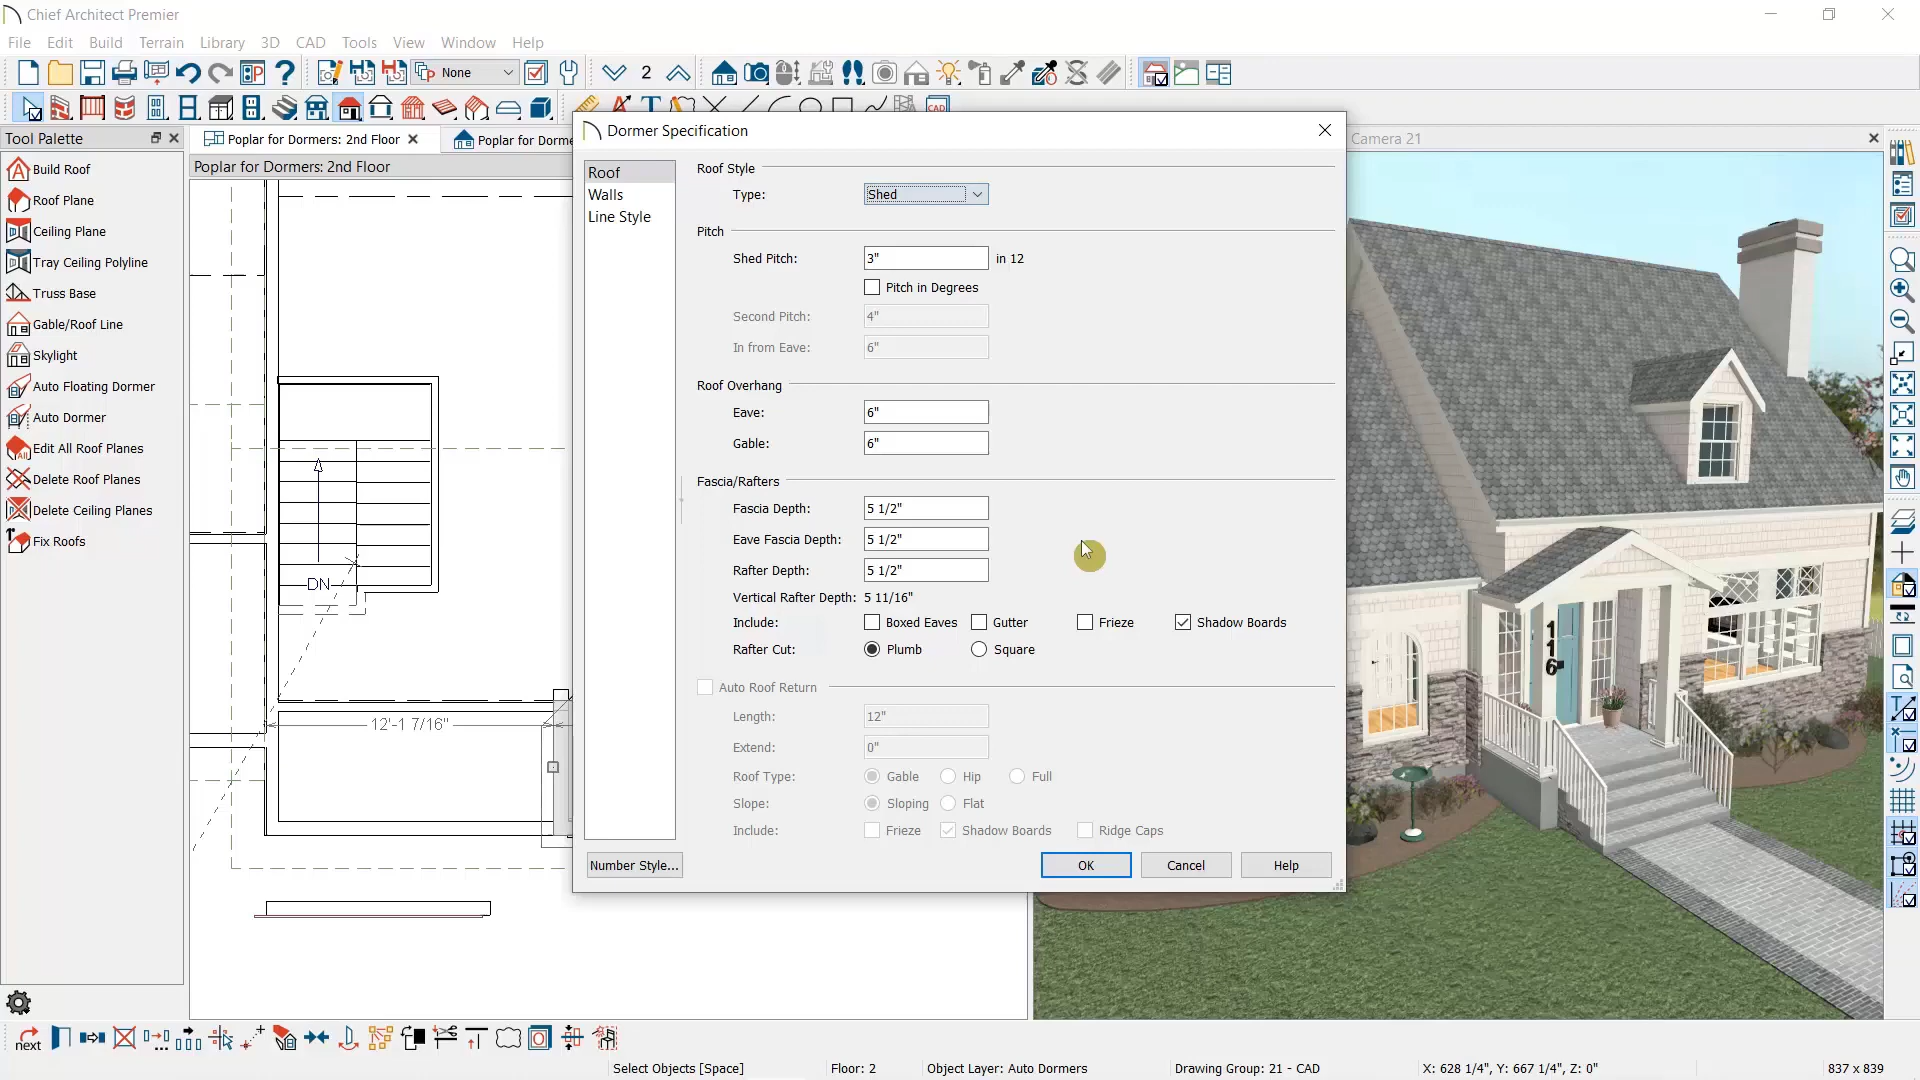 Chief Architect Premier
File Edit Build Terrain Library 3D CAD Tools View Window Help
None 2
CAD
Tool Palette
Poplar for Dormers: 2nd Floor
Poplar for Dorme
Camera 21
Poplar for Dormers: 2nd Floor
Build Roof
Roof Plane
Ceiling Plane
Tray Ceiling Polyline
Truss Base
Gable/Roof Line
Skylight
Auto Floating Dormer
Auto Dormer
Edit All Roof Planes
Delete Roof Planes
Delete Ceiling Planes
Fix Roofs
DN
12'-1 7/16"
Dormer Specification
Roof
Walls
Line Style
Roof Style
Type: Shed
Pitch
Shed Pitch: 3" in 12
Pitch in Degrees
Second Pitch: 4"
In from Eave: 6"
Roof Overhang
Eave: 6"
Gable: 6"
Fascia/Rafters
Fascia Depth: 5 1/2"
Eave Fascia Depth: 5 1/2"
Rafter Depth: 5 1/2"
Vertical Rafter Depth: 5 11/16"
Include: Boxed Eaves Gutter Frieze Shadow Boards
Rafter Cut: Plumb Square
Auto Roof Return
Length: 12"
Extend: 0"
Roof Type: Gable Hip Full
Slope: Sloping Flat
Include: Frieze Shadow Boards Ridge Caps
Number Style... OK Cancel Help
116
next
Select Objects [Space] Floor: 2 Object Layer: Auto Dormers Drawing Group: 21 - CAD X: 628 1/4", Y: 667 1/4", Z: 0" 837 x 839